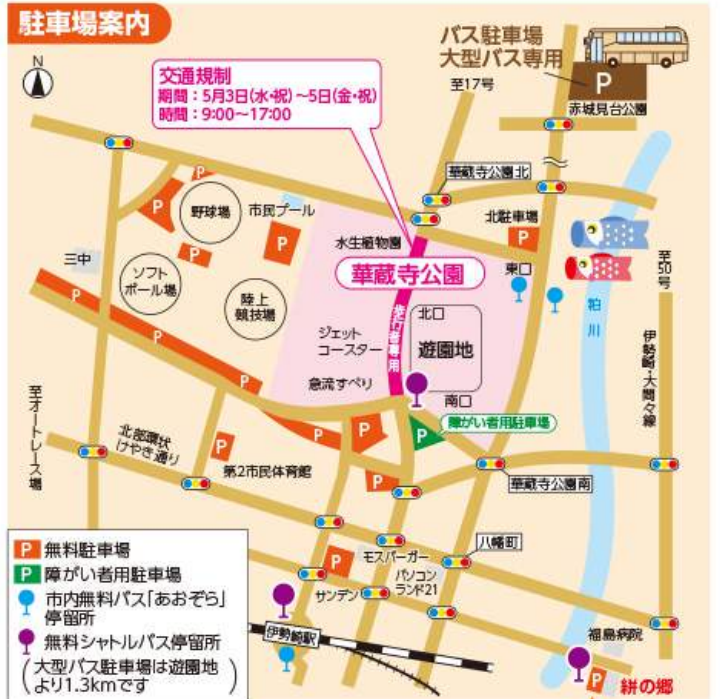 駐車場案内
N
交通規制
期間：5月3日(水・祝)～5日(金・祝)
時間：9:00～17:00
バス駐車場
大型バス専用
P
赤城見台公園
至17号
華蔵寺公園北
北駐車場
P
東口
至50号
粕川
伊勢崎・大間々線
野球場
市民プール
水生植物園
華蔵寺公園
歩行者専用
北口
遊園地
南口
三中
ソフト
ボール場
陸上
競技場
ジェット
コースター
急流すべり
P
P
P
P
P
P
P
P
P
P
P
障がい者用駐車場
至オートレース場
北部環状
けやき通り
P
第2市民体育館
華蔵寺公園南
八幡町
モスバーガー
パソコン
ランド21
P
サンデン
伊勢崎駅
福島病院
P
絣の郷
P 無料駐車場
P 障がい者用駐車場
市内無料バス「あおぞら」
停留所
無料シャトルバス停留所
(大型バス駐車場は遊園地
より1.3kmです)